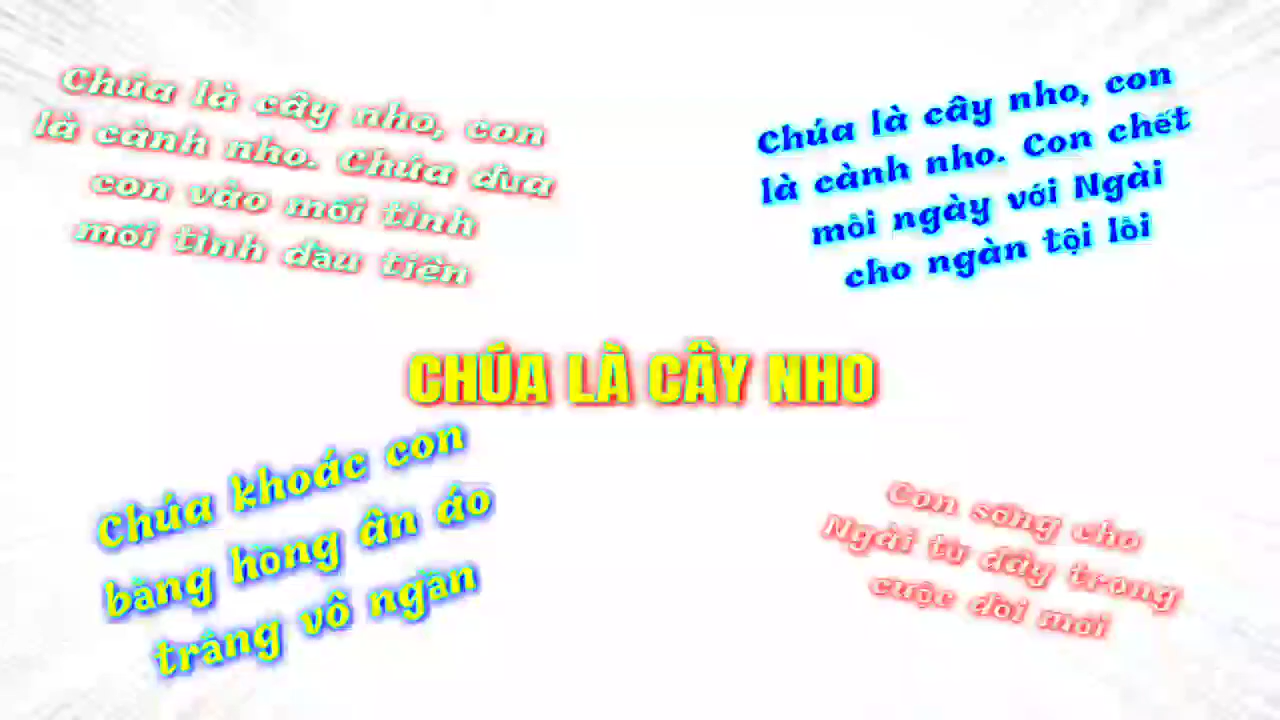 Chúa là cây nho, con
là cành nho. Chúa đưa
con vào mối tình
mối tình đầu tiên
Chúa là cây nho, con
là cành nho. Con chết
mỗi ngày với Ngài
cho ngàn tội lỗi
CHÚA LÀ CÂY NHO
Chúa khoác con
bằng hồng ân áo
trắng vô ngần
Con sống cho
Ngài từ đây trong
cuộc đời mới